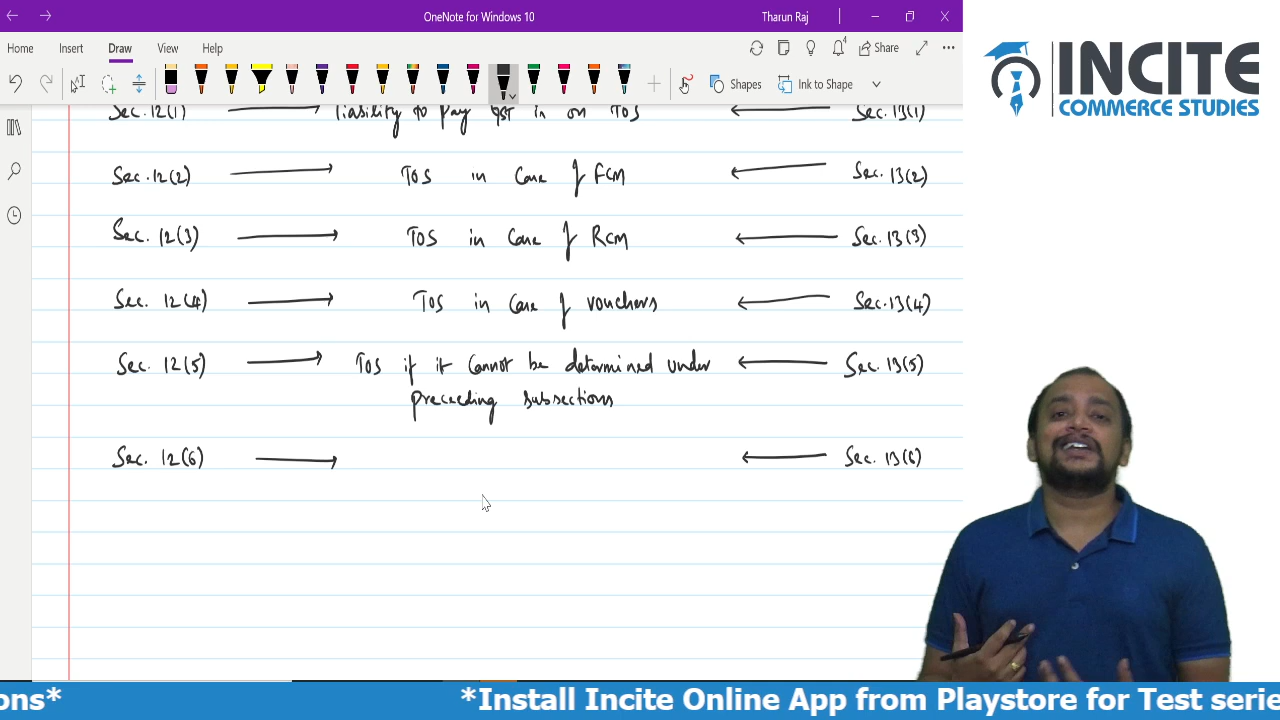 OneNote for Windows 10
Tharun Raj
Home Insert Draw View Help
4
Share
Shapes
Ink to Shape
INCITE
COMMERCE STUDIES
Sec. 12(1) liability to pay GST is on TOS Sec. 13(1)
Sec. 12(2) TOS in Case of FCM Sec. 13(2)
Sec. 12(3) TOS in Case of RCM Sec. 13(3)
Sec. 12(4) TOS in Case of vouchers Sec. 13(4)
Sec. 12(5) TOS if it cannot be determined under Sec. 13(5)
preceeding subsections
Sec. 12(6) Sec. 13(6)
ons* *Install Incite Online App from Playstore for Test serie